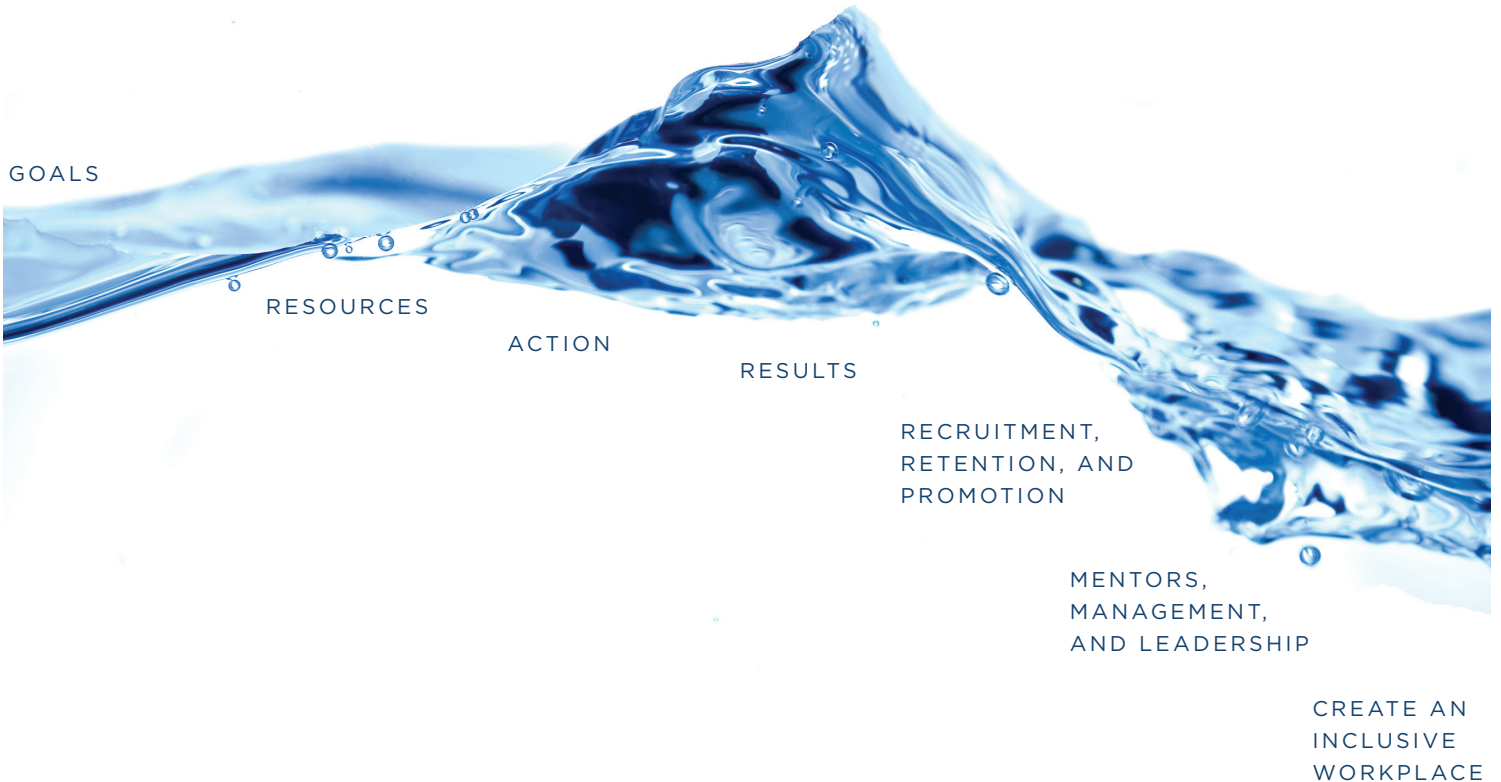 GOALS
RESOURCES
ACTION
RESULTS
RECRUITMENT,
RETENTION, AND
PROMOTION
MENTORS,
MANAGEMENT,
AND LEADERSHIP
CREATE AN
INCLUSIVE
WORKPLACE